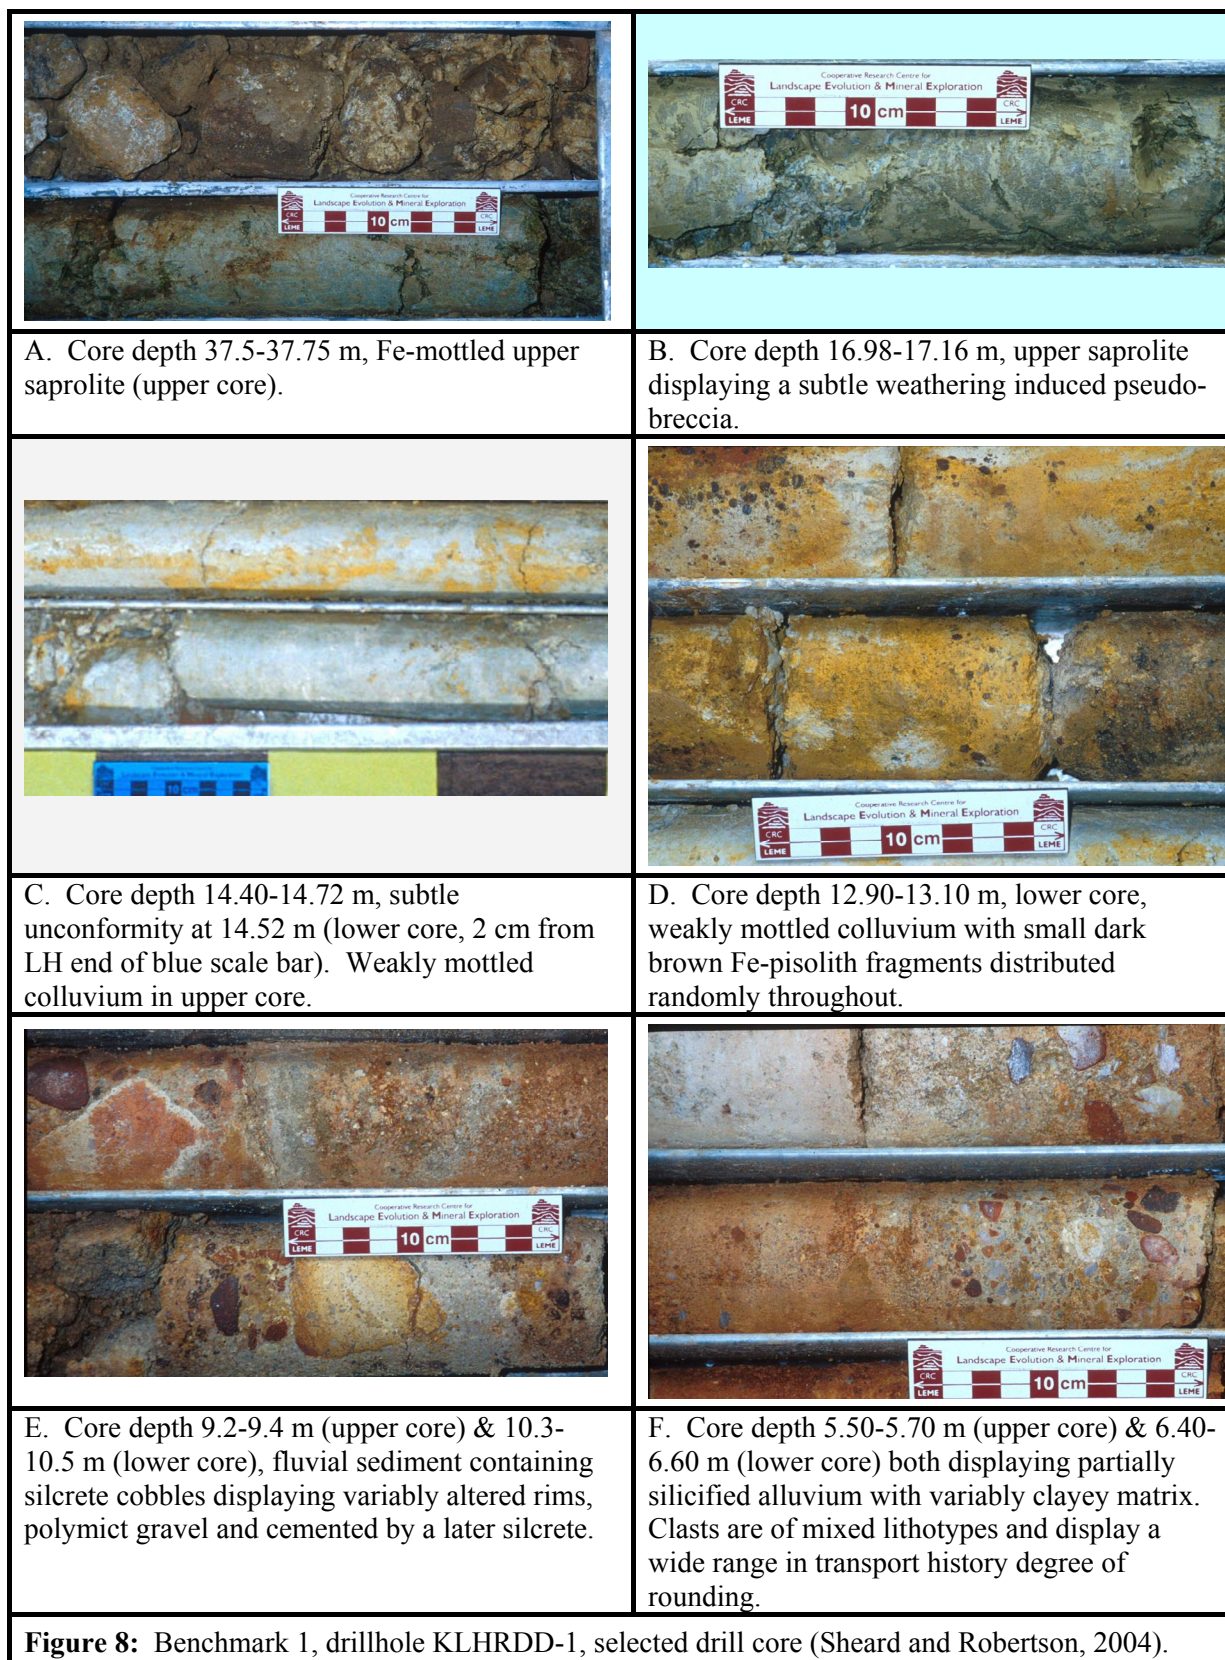 Cooperative Research Centre for
Landscape Evolution & Mineral Exploration
CRC
LEME
10 cm
CRC
LEME
Cooperative Research Centre for
Landscape Evolution & Mineral Exploration
CRC
LEME
10 cm
CRC
LEME
A. Core depth 37.5-37.75 m, Fe-mottled upper
saprolite (upper core).
B. Core depth 16.98-17.16 m, upper saprolite
displaying a subtle weathering induced pseudo-
breccia.
Landscape Evolution & Mineral Exploration
10 cm
Cooperative Research Centre for
Landscape Evolution & Mineral Exploration
CRC
LEME
10 cm
CRC
LEME
C. Core depth 14.40-14.72 m, subtle
unconformity at 14.52 m (lower core, 2 cm from
LH end of blue scale bar). Weakly mottled
colluvium in upper core.
D. Core depth 12.90-13.10 m, lower core,
weakly mottled colluvium with small dark
brown Fe-pisolith fragments distributed
randomly throughout.
Cooperative Research Centre for
Landscape Evolution & Mineral Exploration
CRC
LEME
10 cm
CRC
LEME
Cooperative Research Centre for
Landscape Evolution & Mineral Exploration
CRC
LEME
10 cm
CRC
LEME
E. Core depth 9.2-9.4 m (upper core) & 10.3-
10.5 m (lower core), fluvial sediment containing
silcrete cobbles displaying variably altered rims,
polymict gravel and cemented by a later silcrete.
F. Core depth 5.50-5.70 m (upper core) & 6.40-
6.60 m (lower core) both displaying partially
silicified alluvium with variably clayey matrix.
Clasts are of mixed lithotypes and display a
wide range in transport history degree of
rounding.
Figure 8: Benchmark 1, drillhole KLHRDD-1, selected drill core (Sheard and Robertson, 2004).